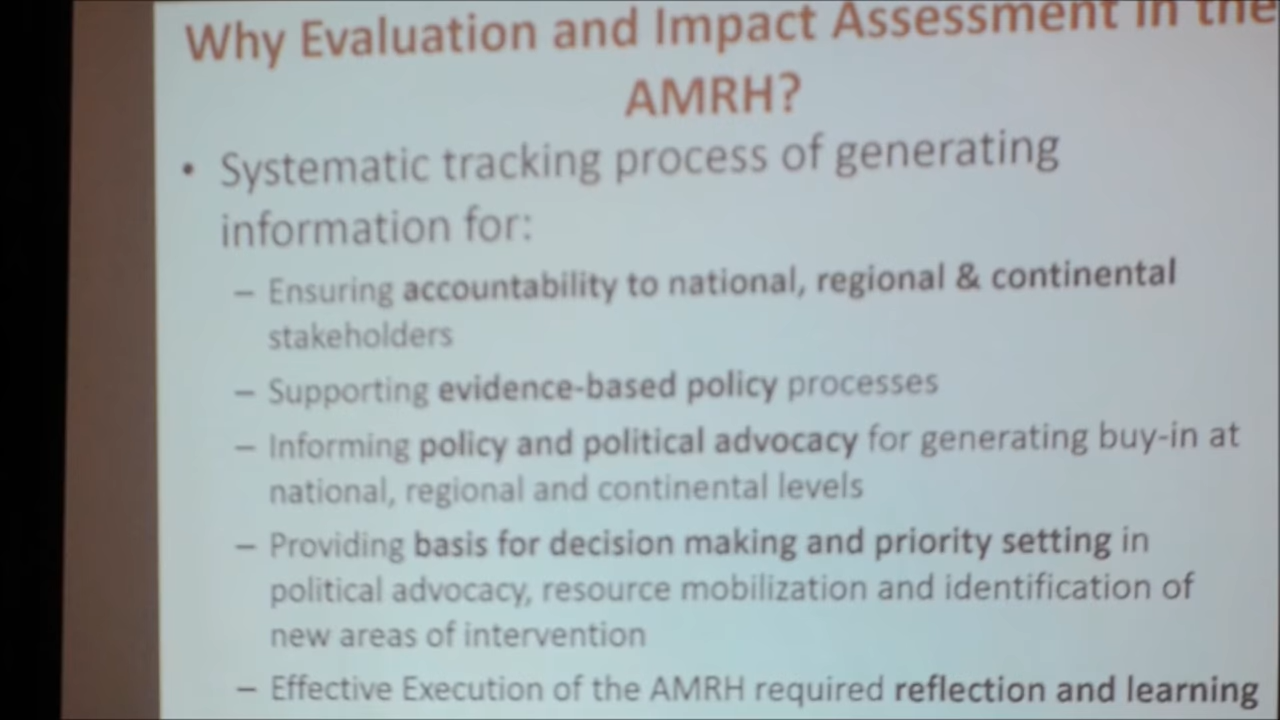 Why Evaluation and Impact Assessment in the
AMRH?
• Systematic tracking process of generating
information for:
– Ensuring accountability to national, regional & continental
stakeholders
– Supporting evidence-based policy processes
– Informing policy and political advocacy for generating buy-in at
national, regional and continental levels
– Providing basis for decision making and priority setting in
political advocacy, resource mobilization and identification of
new areas of intervention
– Effective Execution of the AMRH required reflection and learning